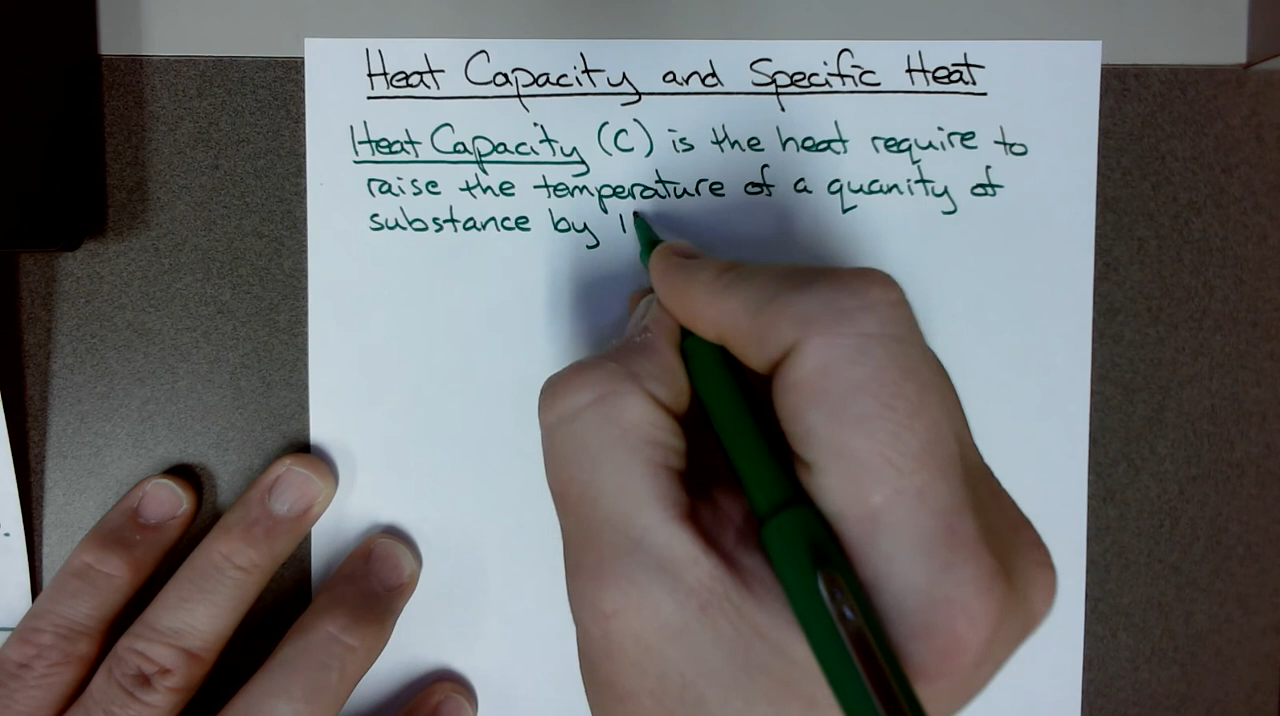 Heat Capacity and Specific Heat
Heat Capacity (C) is the heat require to
raise the temperature of a quanity of
substance by 1